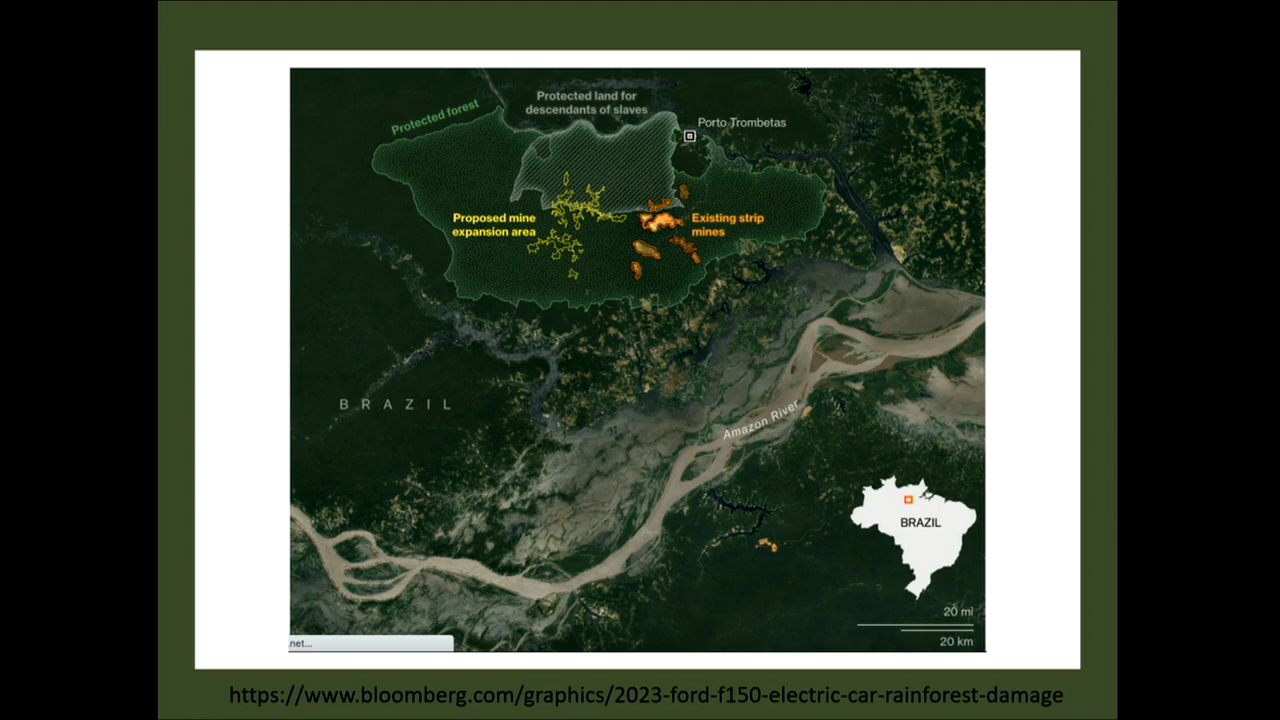 Protected land for
descendants of slaves
Protected forest
Porto Trombetas
Proposed mine
expansion area
Existing strip
mines
BRAZIL
Amazon River
BRAZIL
20 mi
20 km
.net...
https://www.bloomberg.com/graphics/2023-ford-f150-electric-car-rainforest-damage